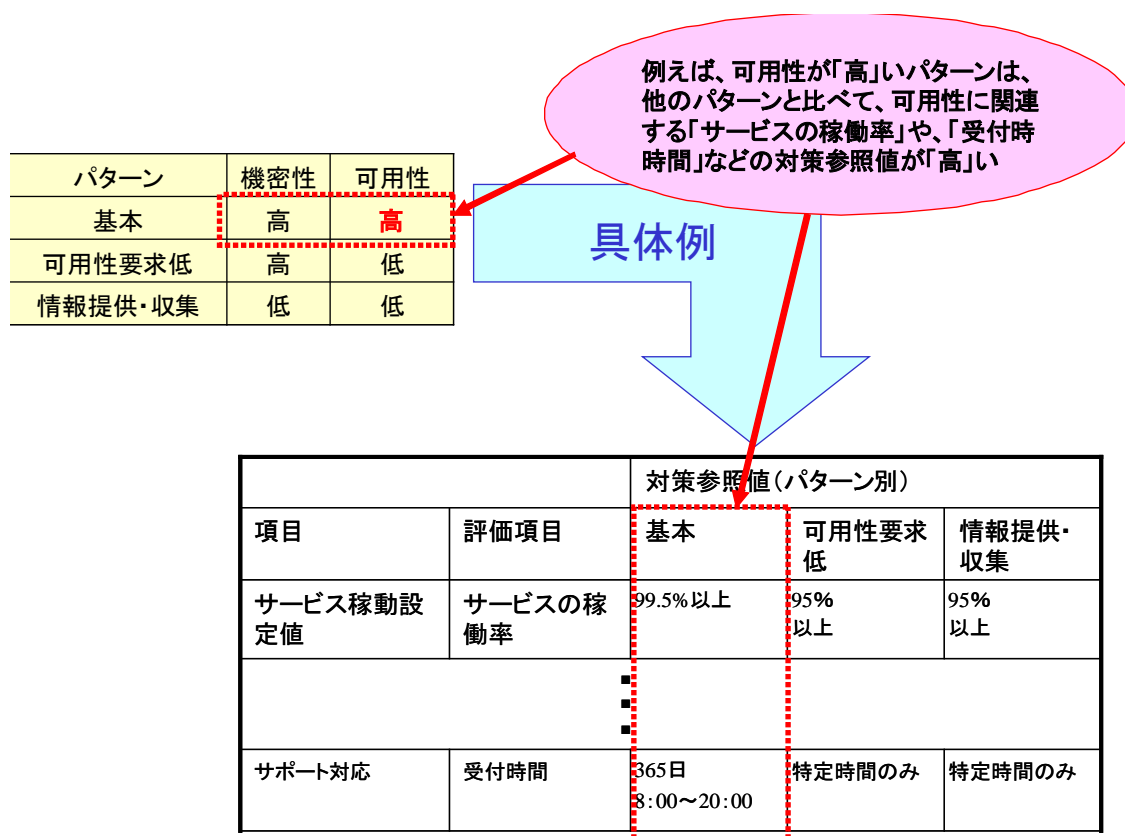 例えば、可用性が「高」いパターンは、
他のパターンと比べて、可用性に関連
する「サービスの稼働率」や、「受付時
時間」などの対策参照値が「高」い
パターン 機密性 可用性
基本 高 高
可用性要求低 高 低
情報提供・収集 低 低
具体例
対策参照値(パターン別)
項目 評価項目 基本 可用性要求 情報提供・
低 収集
サービス稼動設 サービスの稼 99.5%以上 95% 95%
定値 働率 以上 以上
サポート対応 受付時間 365日 特定時間のみ 特定時間のみ
8:00〜20:00